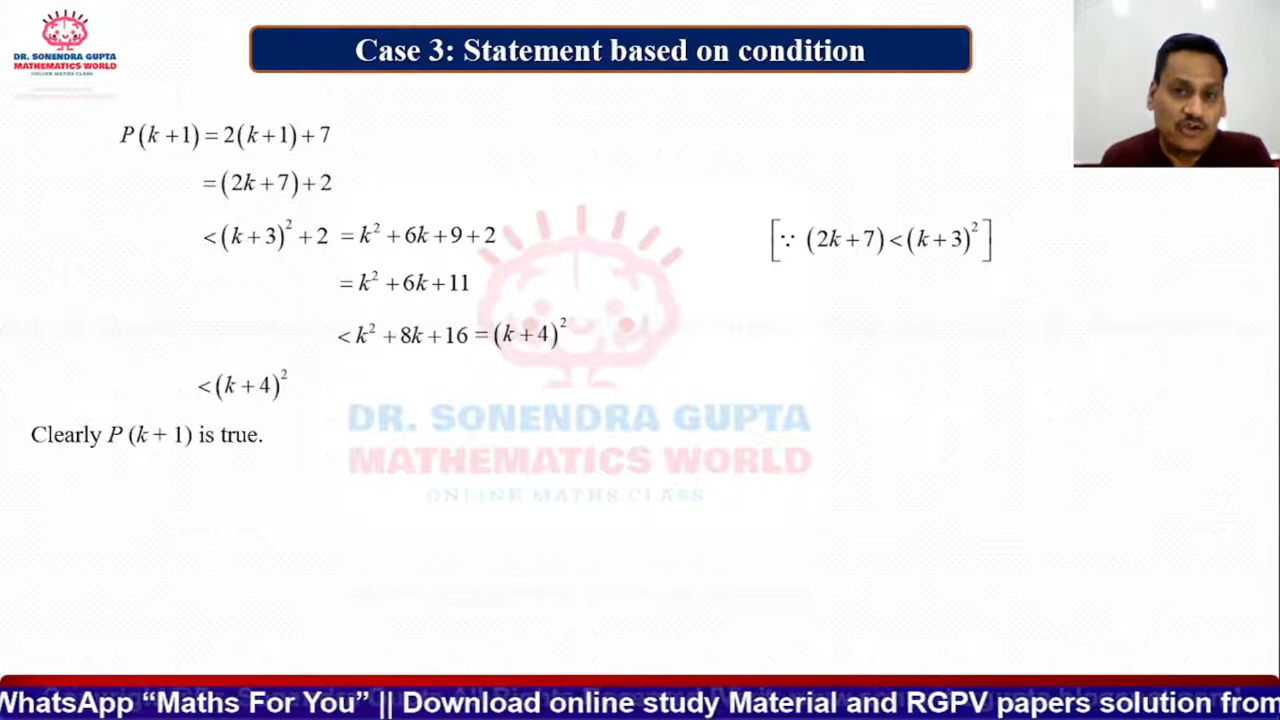 DR. SONENDRA GUPTA
MATHEMATICS WORLD
ONLINE MATHS CLASS
Case 3: Statement based on condition
P(k+1) = 2(k+1)+7
= (2k+7)+2
< (k+3)² +2 = k² +6k+9+2
[∵ (2k+7) < (k+3)²]
= k² +6k+11
< k² +8k+16 = (k+4)²
< (k+4)²
Clearly P (k + 1) is true.
DR. SONENDRA GUPTA
MATHEMATICS WORLD
ONLINE MATHS CLASS
WhatsApp “Maths For You” || Download online study Material and RGPV papers solution from